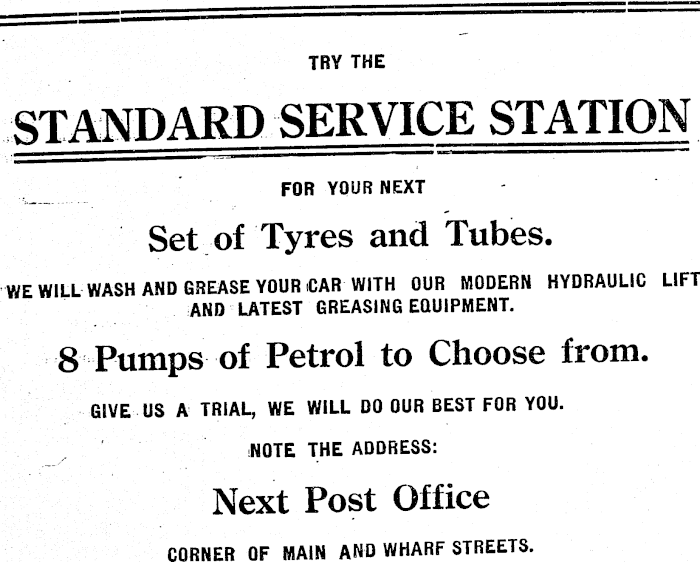 TRY THE
STANDARD SERVICE STATION
FOR YOUR NEXT
Set of Tyres and Tubes.
WE WILL WASH AND GREASE YOUR CAR WITH OUR MODERN HYDRAULIC LIFT
AND LATEST GREASING EQUIPMENT.
8 Pumps of Petrol to Choose from.
GIVE US A TRIAL, WE WILL DO OUR BEST FOR YOU.
NOTE THE ADDRESS:
Next Post Office
CORNER OF MAIN AND WHARF STREETS.